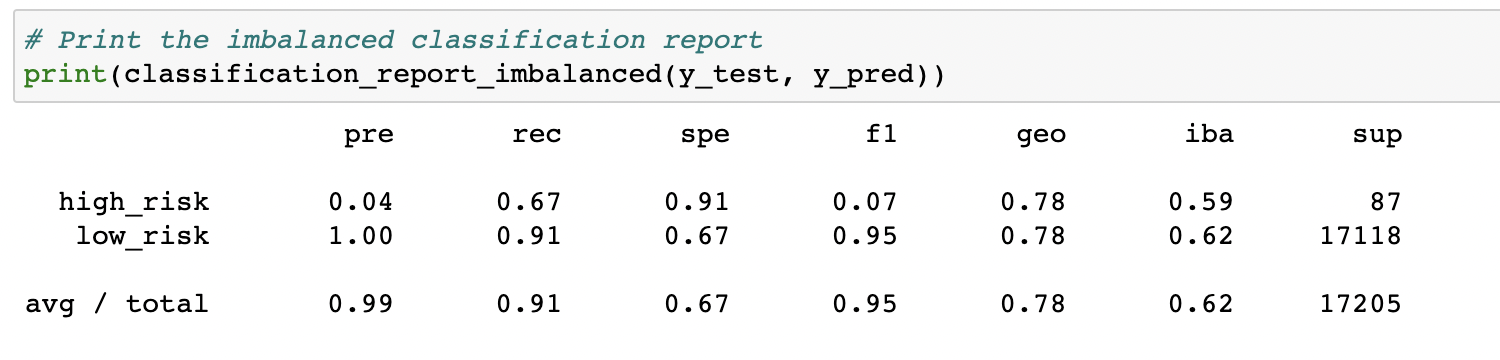 # Print the imbalanced classification report
print(classification_report_imbalanced(y_test, y_pred))
pre rec spe f1 geo iba sup
high_risk 0.04 0.67 0.91 0.07 0.78 0.59 87
low_risk 1.00 0.91 0.67 0.95 0.78 0.62 17118
avg / total 0.99 0.91 0.67 0.95 0.78 0.62 17205